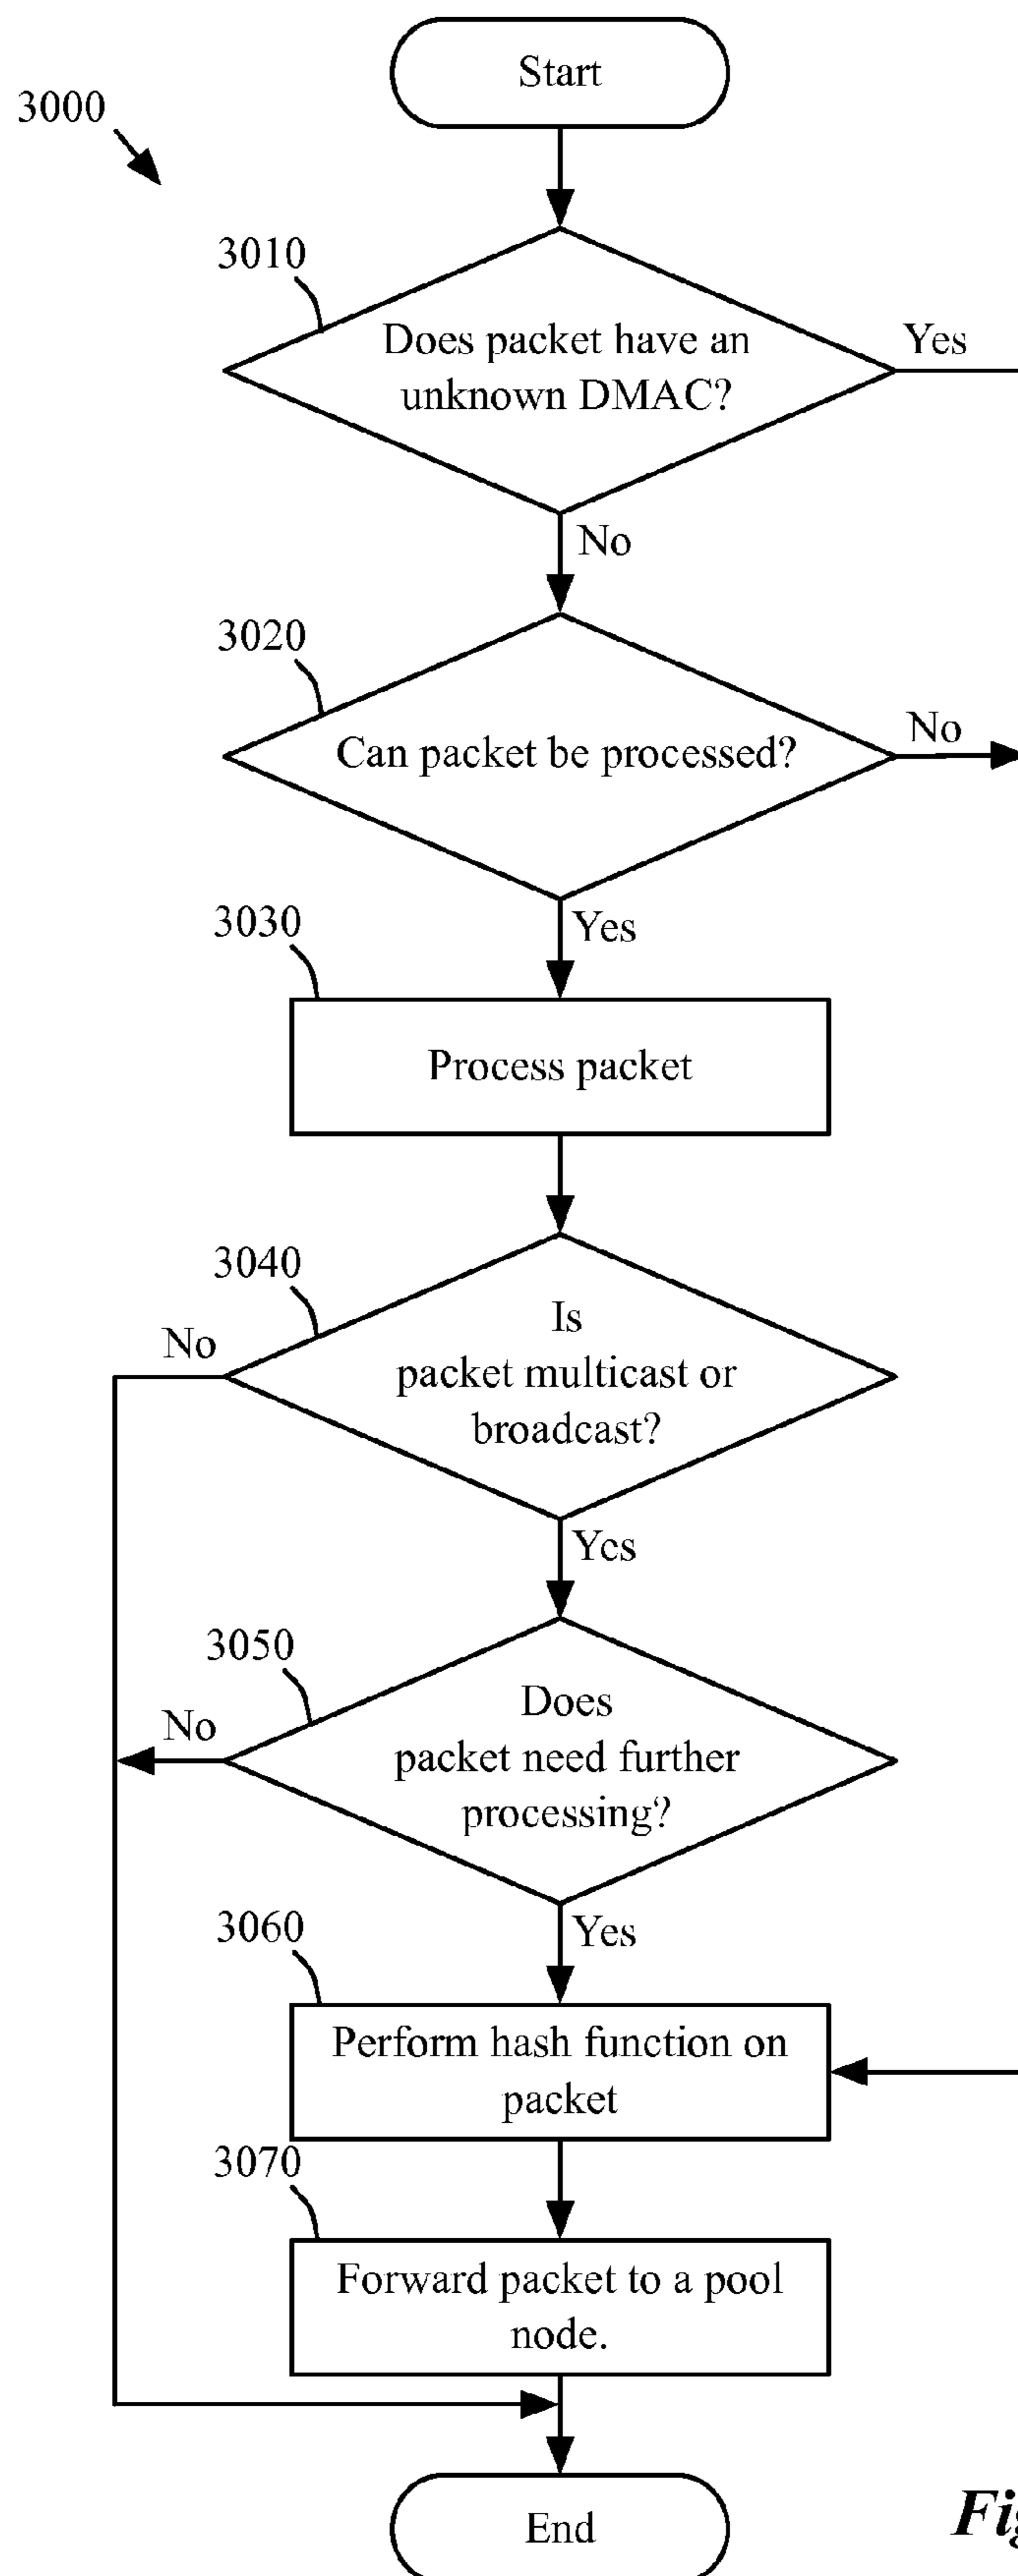 Start
3000
3010
Does packet have an
unknown DMAC?
Yes
No
3020
Can packet be processed?
No
Yes
3030
Process packet
3040
No
Is
packet multicast or
broadcast?
Yes
3050
No
Does
packet need further
processing?
Yes
3060
Perform hash function on
packet
3070
Forward packet to a pool
node.
End